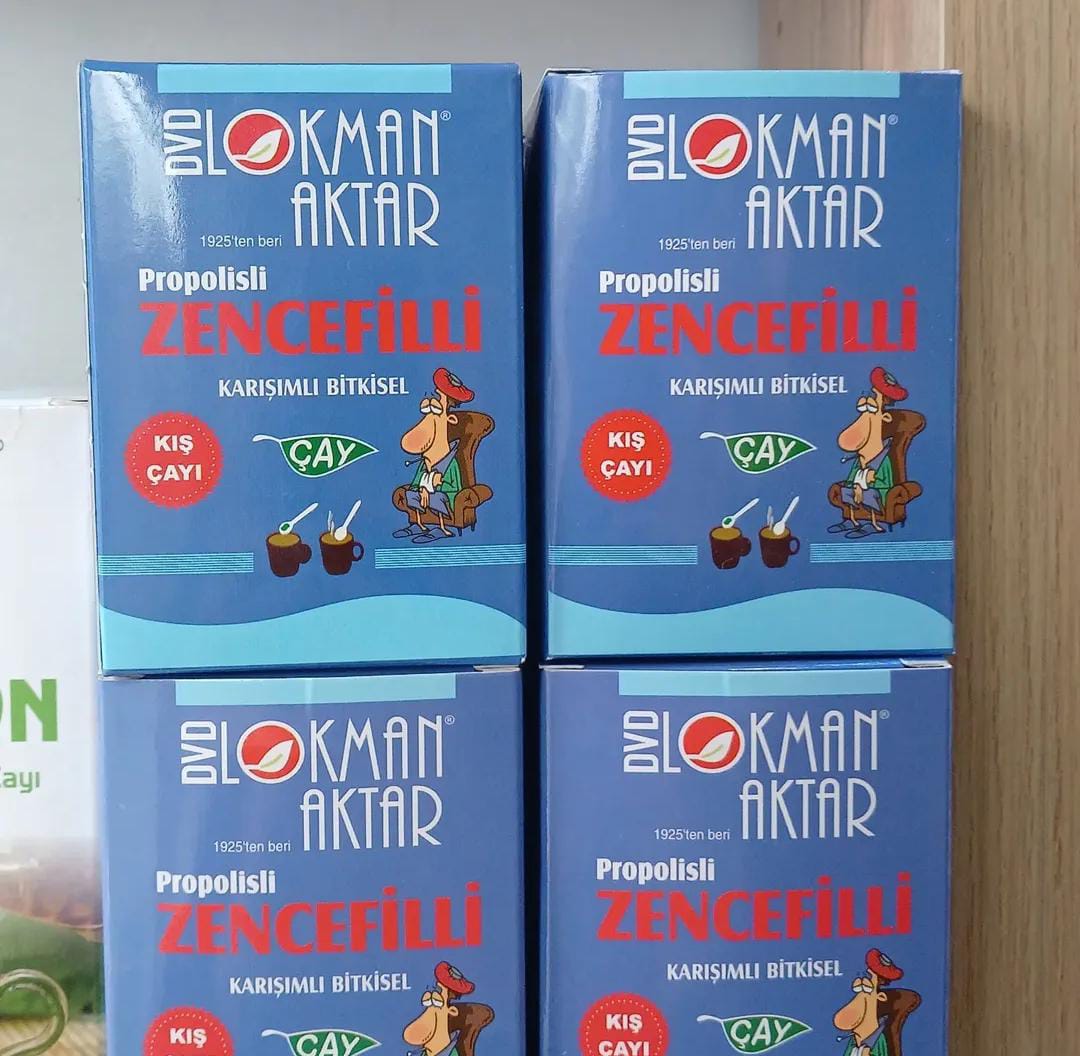 DVD LOKMAN®
AKTAR
1925'ten beri
Propolisli
ZENCEFİLLİ
KARIŞIMLI BİTKİSEL
KIŞ
ÇAYI
ÇAY
DVD LOKMAN®
AKTAR
1925'ten beri
Propolisli
ZENCEFİLLİ
KARIŞIMLI BİTKİSEL
KIŞ
ÇAYI
ÇAY
DVD LOKMAN®
AKTAR
1925'ten beri
Propolisli
ZENCEFİLLİ
KARIŞIMLI BİTKİSEL
KIŞ
ÇAY
DVD LOKMAN®
AKTAR
1925'ten beri
Propolisli
ZENCEFİLLİ
KARIŞIMLI BİTKİSEL
KIŞ
ÇAYI
ÇAY